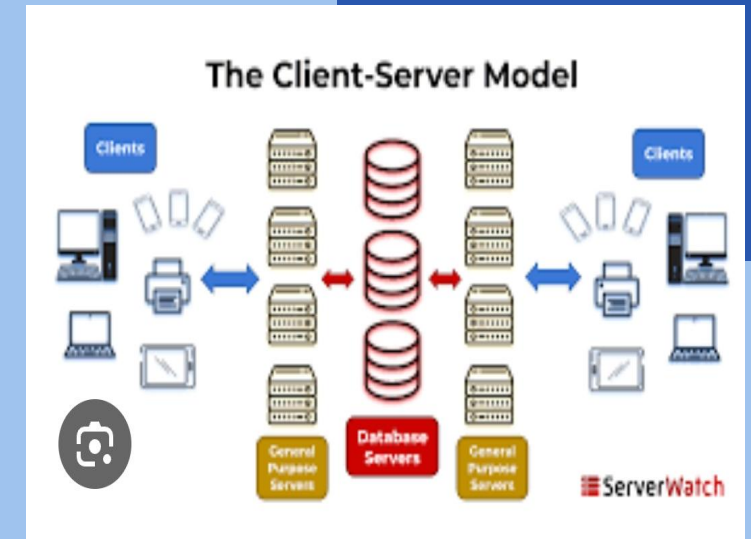 The Client-Server Model
Clients
Clients
General
Purpose
Servers
Database
Servers
General
Purpose
Servers
ServerWatch